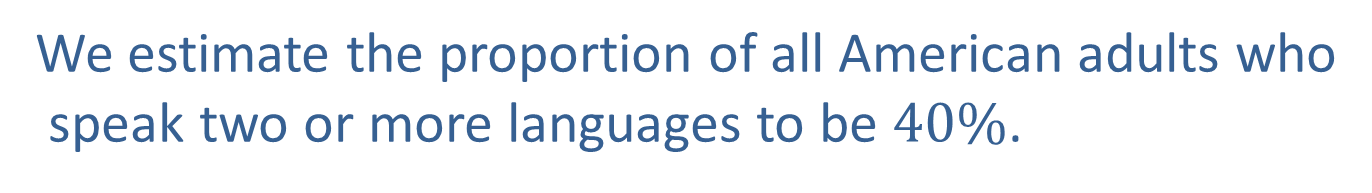 We estimate the proportion of all American adults who
speak two or more languages to be 40%.